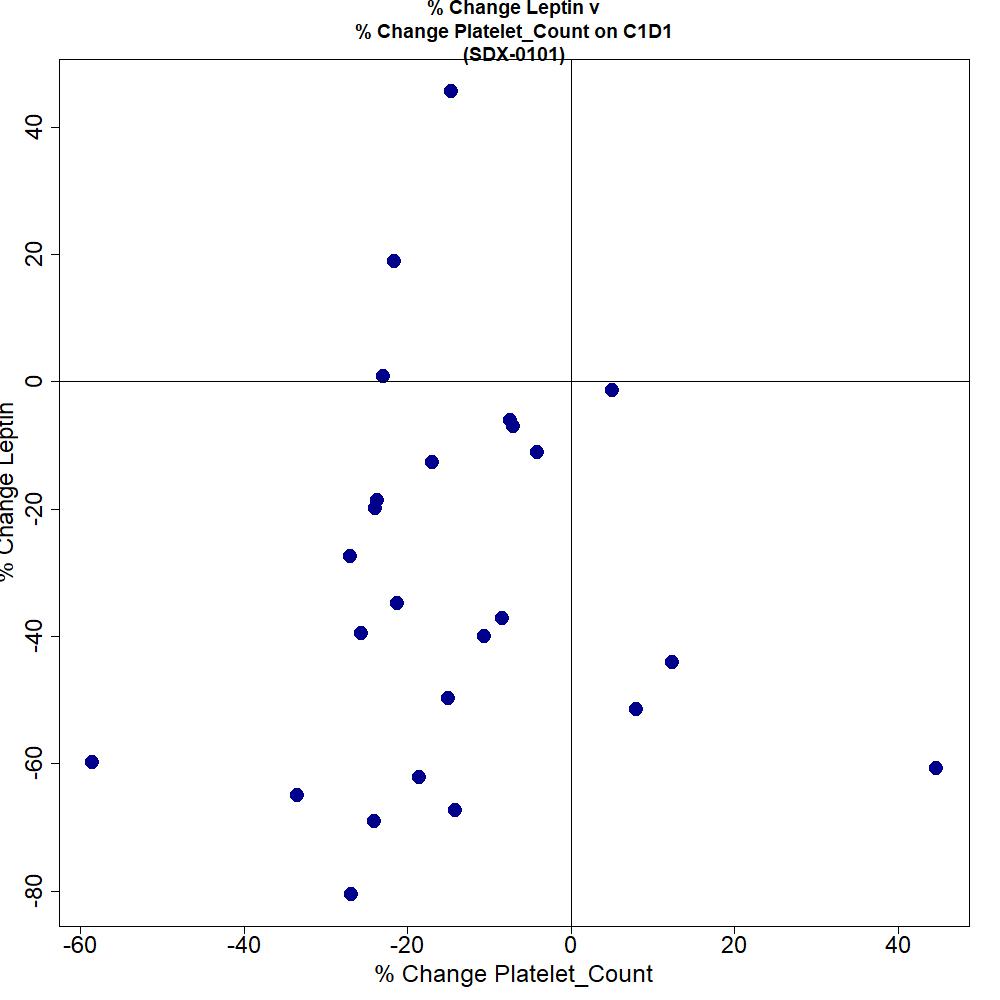 % Change Leptin v
% Change Platelet_Count on C1D1
(SDX-0101)
40
20
0
-20
-40
-60
-80
% Change Leptin
-60
-40
-20
0
20
40
% Change Platelet_Count